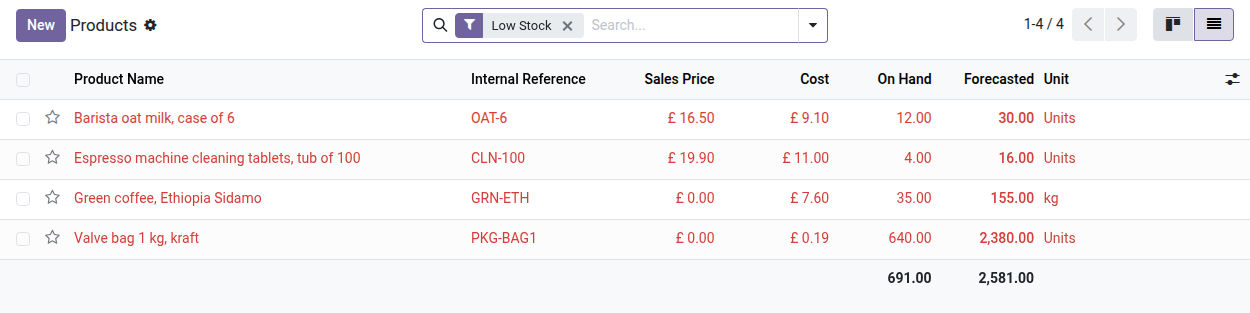 New Products Low Stock Search... 1-4 / 4
Product Name Internal Reference Sales Price Cost On Hand Forecasted Unit
Barista oat milk, case of 6 OAT-6 £ 16.50 £ 9.10 12.00 30.00 Units
Espresso machine cleaning tablets, tub of 100 CLN-100 £ 19.90 £ 11.00 4.00 16.00 Units
Green coffee, Ethiopia Sidamo GRN-ETH £ 0.00 £ 7.60 35.00 155.00 kg
Valve bag 1 kg, kraft PKG-BAG1 £ 0.00 £ 0.19 640.00 2,380.00 Units
691.00 2,581.00